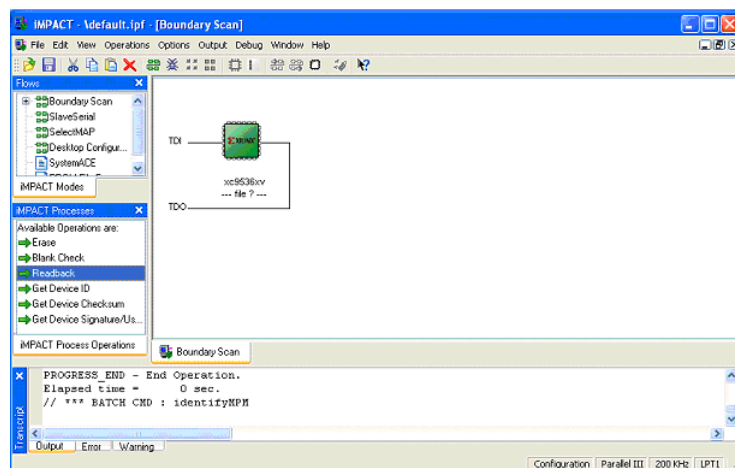 iMPACT - \default.ipf - [Boundary Scan]
File Edit View Operations Options Output Debug Window Help
Flows
Boundary Scan
SlaveSerial
SelectMAP
Desktop Configur...
SystemACE
iMPACT Modes
iMPACT Processes
Available Operations are:
Erase
Blank Check
Readback
Get Device ID
Get Device Checksum
Get Device Signature/Us...
iMPACT Process Operations
TDI
XILINX
xc9536xv
--- file ? ---
TDO
Boundary Scan
PROGRESS_END - End Operation.
Elapsed time = 0 sec.
// *** BATCH CMD : identifyMPM
Transcript
Output Error Warning
Configuration Parallel III 200 KHz LPT1